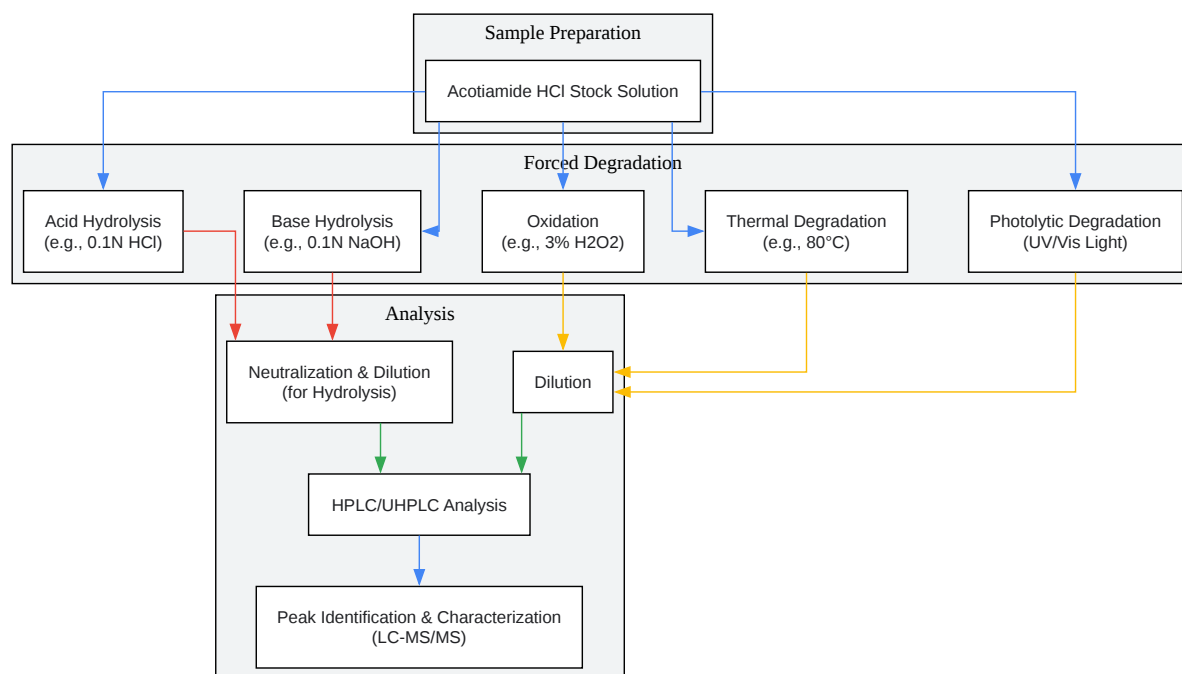 Sample Preparation
Acotiamide HCl Stock Solution
Forced Degradation
Acid Hydrolysis
(e.g., 0.1N HCl)
Base Hydrolysis
(e.g., 0.1N NaOH)
Oxidation
(e.g., 3% H2O2)
Thermal Degradation
(e.g., 80°C)
Photolytic Degradation
(UV/Vis Light)
Analysis
Neutralization & Dilution
(for Hydrolysis)
Dilution
HPLC/UHPLC Analysis
Peak Identification & Characterization
(LC-MS/MS)